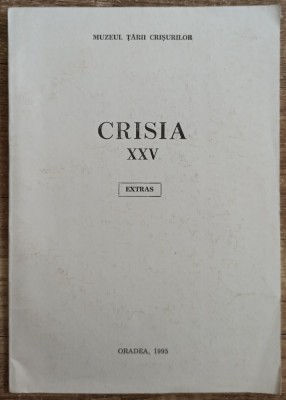 MUZEUL ȚĂRII CRIȘURILOR
CRISIA
XXV
EXTRAS
ORADEA, 1995